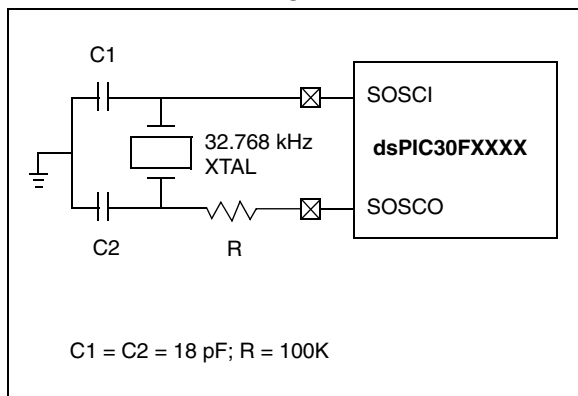 C1
SOSCI
32.768 kHz
XTAL
dsPIC30FXXXX
SOSCO
C2
R
C1 = C2 = 18 pF; R = 100K